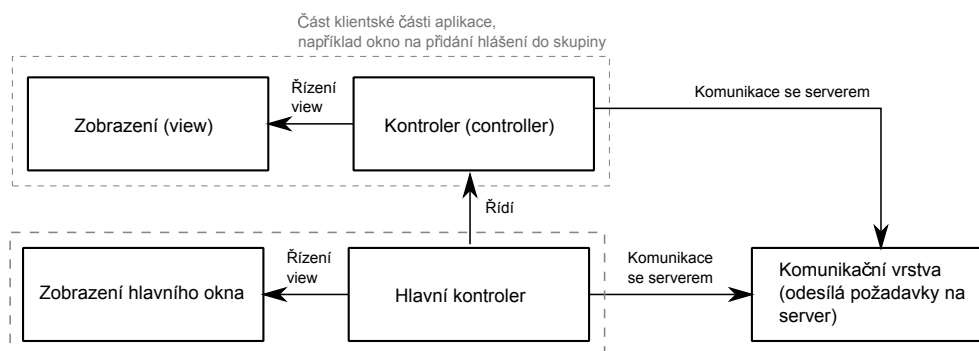 Část klientské části aplikace,
například okno na přidání hlášení do skupiny
Zobrazení (view)
Řízení
view
Kontroler (controller)
Komunikace se serverem
Řídí
Zobrazení hlavního okna
Řízení
view
Hlavní kontroler
Komunikace
se serverem
Komunikační vrstva
(odesílá požadavky na
server)